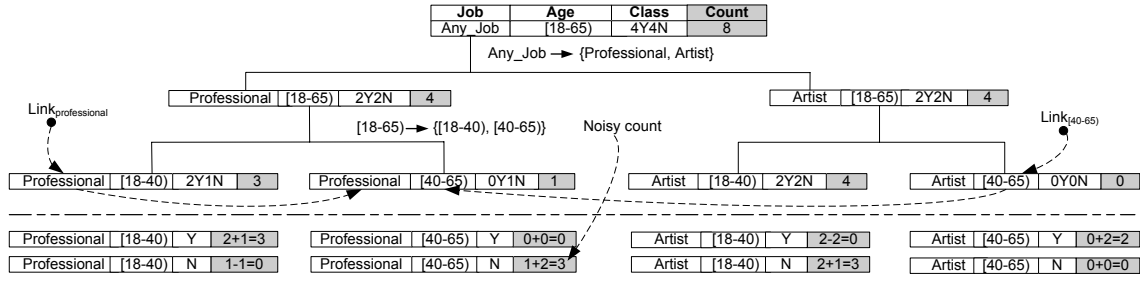 Job Age Class Count
Any_Job [18-65) 4Y4N 8
Any_Job → {Professional, Artist}
Professional [18-65) 2Y2N 4 Artist [18-65) 2Y2N 4
Link professional [18-65) → {[18-40), [40-65)} Noisy count Link [40-65)
Professional [18-40) 2Y1N 3 Professional [40-65) 0Y1N 1 Artist [18-40) 2Y2N 4 Artist [40-65) 0Y0N 0
Professional [18-40) Y 2+1=3 Professional [40-65) Y 0+0=0 Artist [18-40) Y 2-2=0 Artist [40-65) Y 0+2=2
Professional [18-40) N 1-1=0 Professional [40-65) N 1+2=3 Artist [18-40) N 2+1=3 Artist [40-65) N 0+0=0